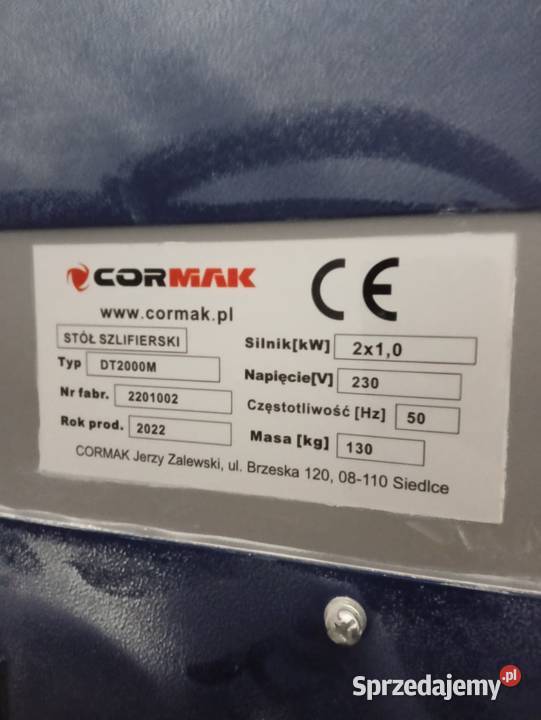 CORMAK
CE
www.cormak.pl
STÓŁ SZLIFIERSKI
Typ DT2000M
Nr fabr. 2201002
Rok prod. 2022
Silnik[kW] 2x1,0
Napięcie[V] 230
Częstotliwość [Hz] 50
Masa [kg] 130
CORMAK Jerzy Zalewski, ul. Brzeska 120, 08-110 Siedlce
Sprzedajemy.pl